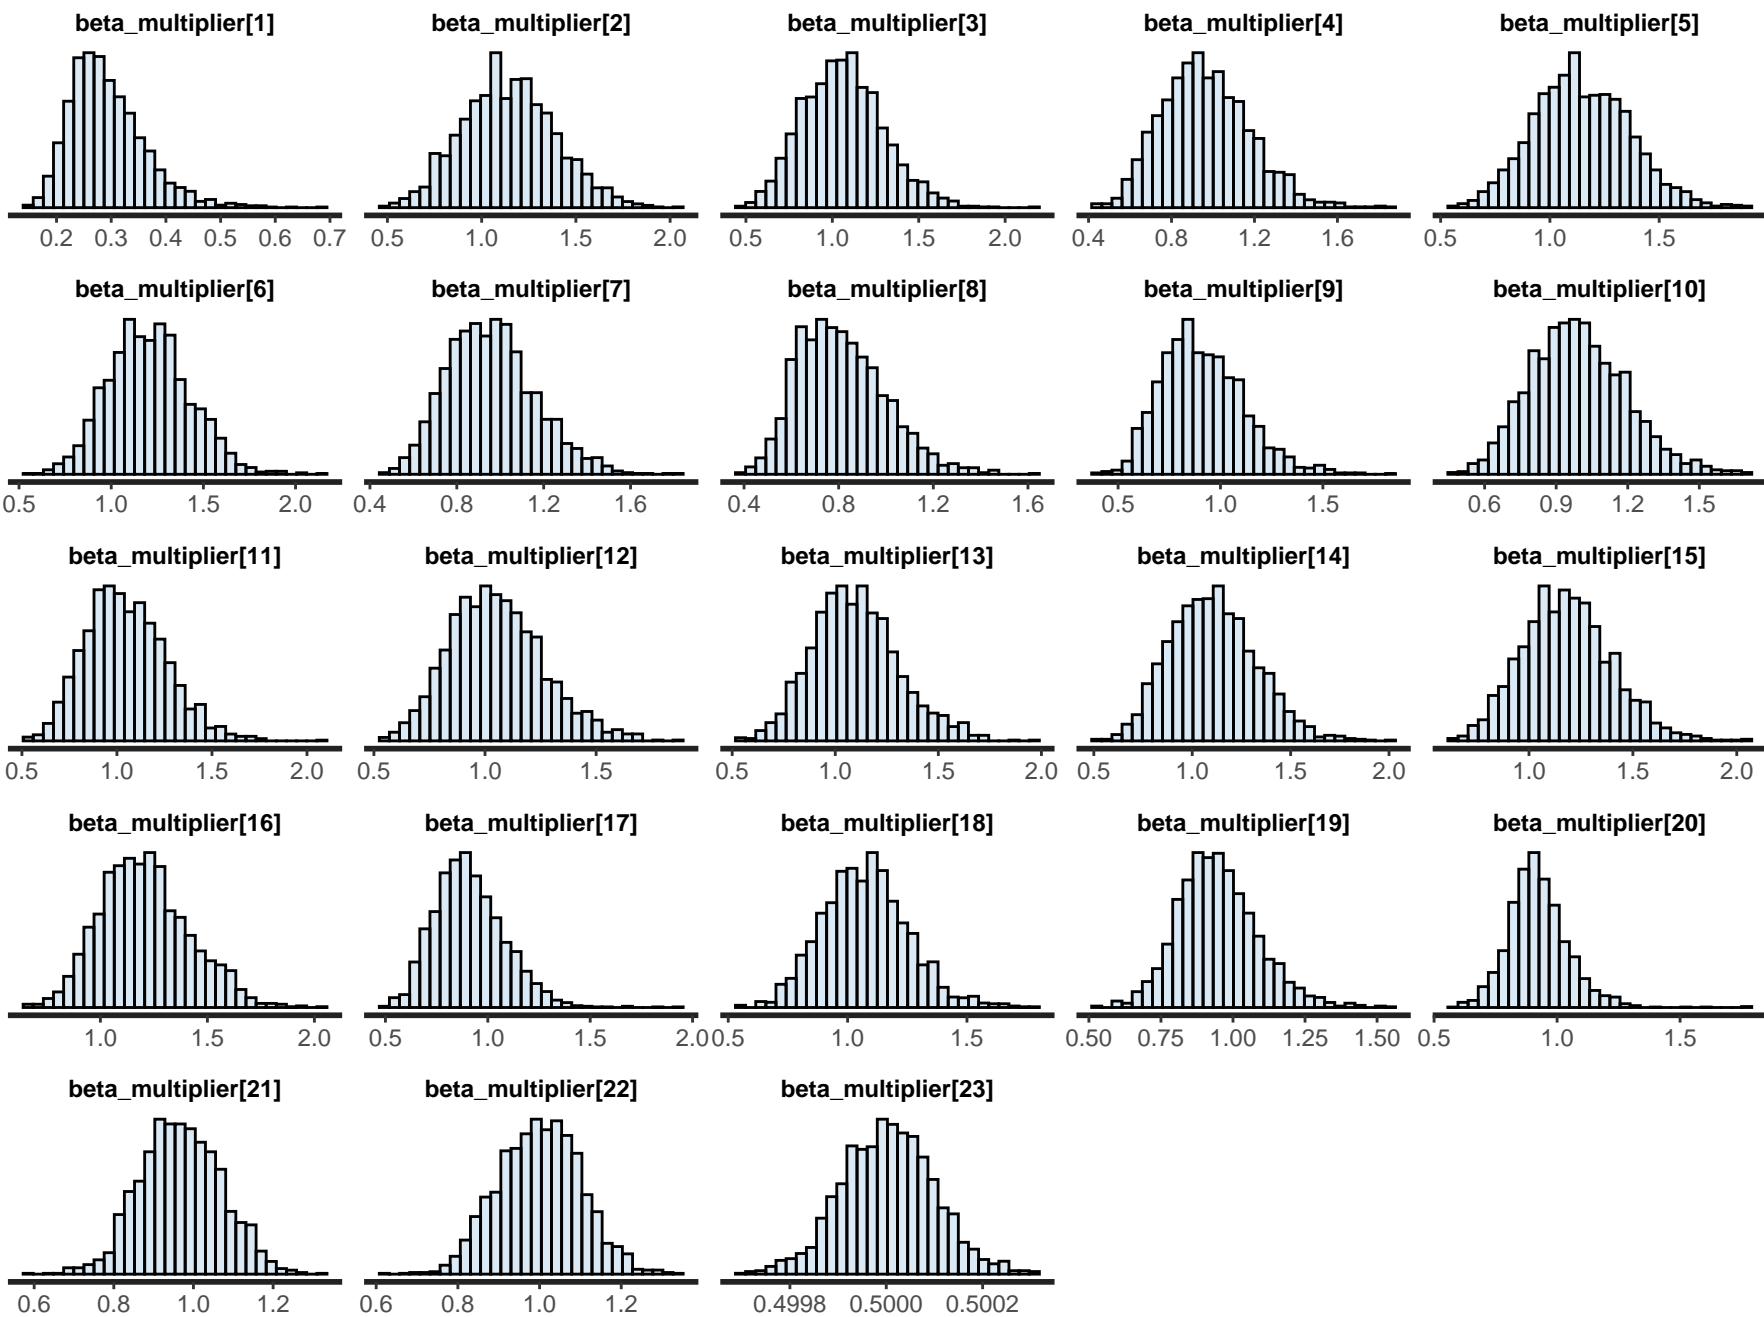 beta_multiplier[1] beta_multiplier[2] beta_multiplier[3] beta_multiplier[4] beta_multiplier[5]
0.2 0.3 0.4 0.5 0.6 0.7 0.5 1.0 1.5 2.0 0.5 1.0 1.5 2.0 0.4 0.8 1.2 1.6 0.5 1.0 1.5
beta_multiplier[6] beta_multiplier[7] beta_multiplier[8] beta_multiplier[9] beta_multiplier[10]
0.5 1.0 1.5 2.0 0.4 0.8 1.2 1.6 0.4 0.8 1.2 1.6 0.5 1.0 1.5 0.6 0.9 1.2 1.5
beta_multiplier[11] beta_multiplier[12] beta_multiplier[13] beta_multiplier[14] beta_multiplier[15]
0.5 1.0 1.5 2.0 0.5 1.0 1.5 0.5 1.0 1.5 2.0 0.5 1.0 1.5 2.0 1.0 1.5 2.0
beta_multiplier[16] beta_multiplier[17] beta_multiplier[18] beta_multiplier[19] beta_multiplier[20]
1.0 1.5 2.0 0.5 1.0 1.5 2.0 0.5 1.0 1.5 0.50 0.75 1.00 1.25 1.50 0.5 1.0 1.5
beta_multiplier[21] beta_multiplier[22] beta_multiplier[23]
0.6 0.8 1.0 1.2 0.6 0.8 1.0 1.2 0.4998 0.5000 0.5002